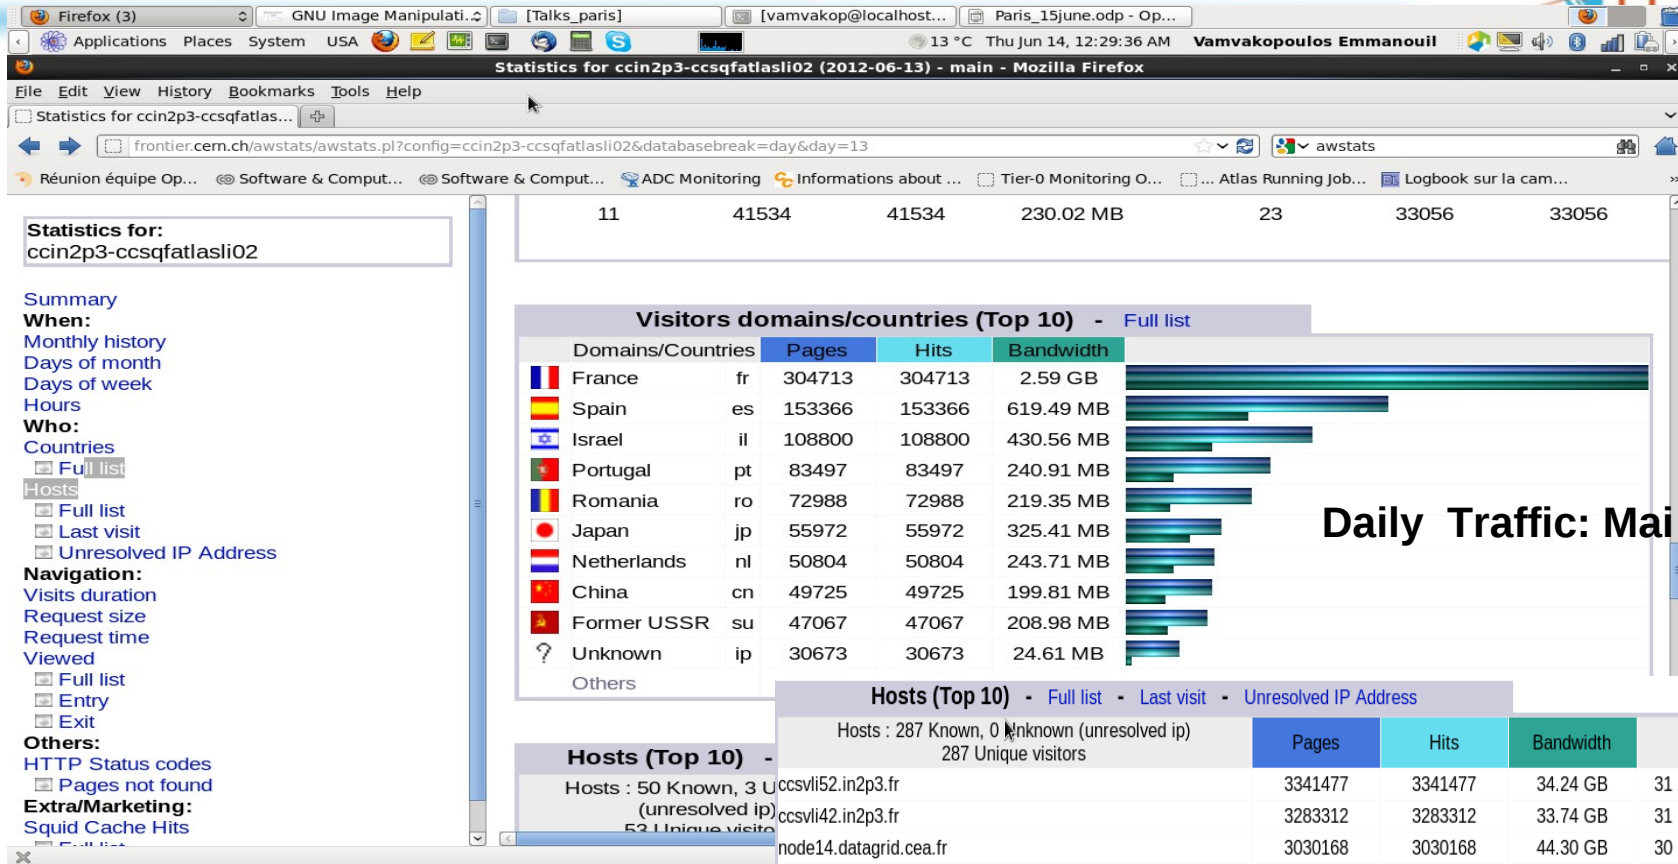 Firefox (3) GNU Image Manipulati.. [Talks_paris] [vamvakop@localhost... Paris_15june.odp - Op...
Applications Places System USA 13 °C Thu Jun 14, 12:29:36 AM Vamvakopoulos Emmanouil
Statistics for ccin2p3-ccsqfatlasli02 (2012-06-13) - main - Mozilla Firefox
File Edit View History Bookmarks Tools Help
Statistics for ccin2p3-ccsqfatlas...
frontier.cern.ch/awstats/awstats.pl?config=ccin2p3-ccsqfatlasli02&databasebreak=day&day=13 awstats
Réunion équipe Op... Software & Comput... Software & Comput... ADC Monitoring Informations about ... Tier-0 Monitoring O... ... Atlas Running Job... Logbook sur la cam...
Statistics for:
ccin2p3-ccsqfatlasli02
Summary
When:
Monthly history
Days of month
Days of week
Hours
Who:
Countries
Full list
Hosts
Full list
Last visit
Unresolved IP Address
Navigation:
Visits duration
Request size
Request time
Viewed
Full list
Entry
Exit
Others:
HTTP Status codes
Pages not found
Extra/Marketing:
Squid Cache Hits
11 41534 41534 230.02 MB 23 33056 33056
Visitors domains/countries (Top 10) - Full list
Domains/Countries Pages Hits Bandwidth
France fr 304713 304713 2.59 GB
Spain es 153366 153366 619.49 MB
Israel il 108800 108800 430.56 MB
Portugal pt 83497 83497 240.91 MB
Romania ro 72988 72988 219.35 MB
Japan jp 55972 55972 325.41 MB
Netherlands nl 50804 50804 243.71 MB
China cn 49725 49725 199.81 MB
Former USSR su 47067 47067 208.98 MB
? Unknown ip 30673 30673 24.61 MB
Others
Daily Traffic: Mai
Hosts (Top 10) -
Hosts : 50 Known, 3 U
(unresolved ip)
53 Unique visito
Hosts (Top 10) - Full list - Last visit - Unresolved IP Address
Hosts : 287 Known, 0 Unknown (unresolved ip)
287 Unique visitors
Pages Hits Bandwidth
ccsvli52.in2p3.fr 3341477 3341477 34.24 GB 31
ccsvli42.in2p3.fr 3283312 3283312 33.74 GB 31
node14.datagrid.cea.fr 3030168 3030168 44.30 GB 30